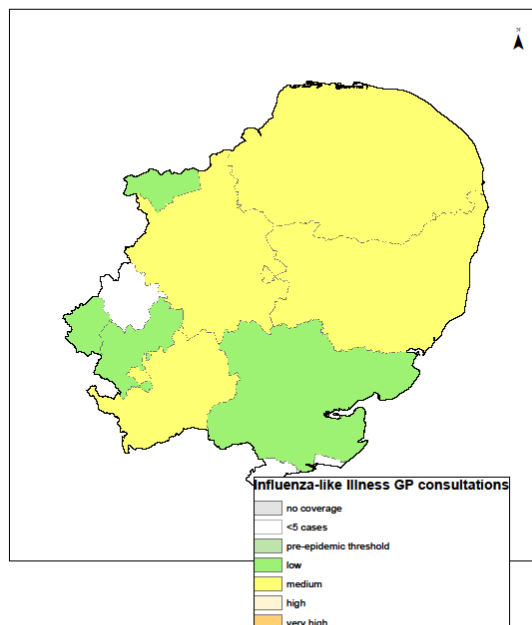 N
Influenza-like Illness GP consultations
no coverage
<5 cases
pre-epidemic threshold
low
medium
high
very high